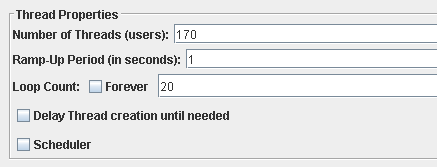 Thread Properties
Number of Threads (users): 170
Ramp-Up Period (in seconds): 1
Loop Count: Forever 20
Delay Thread creation until needed
Scheduler